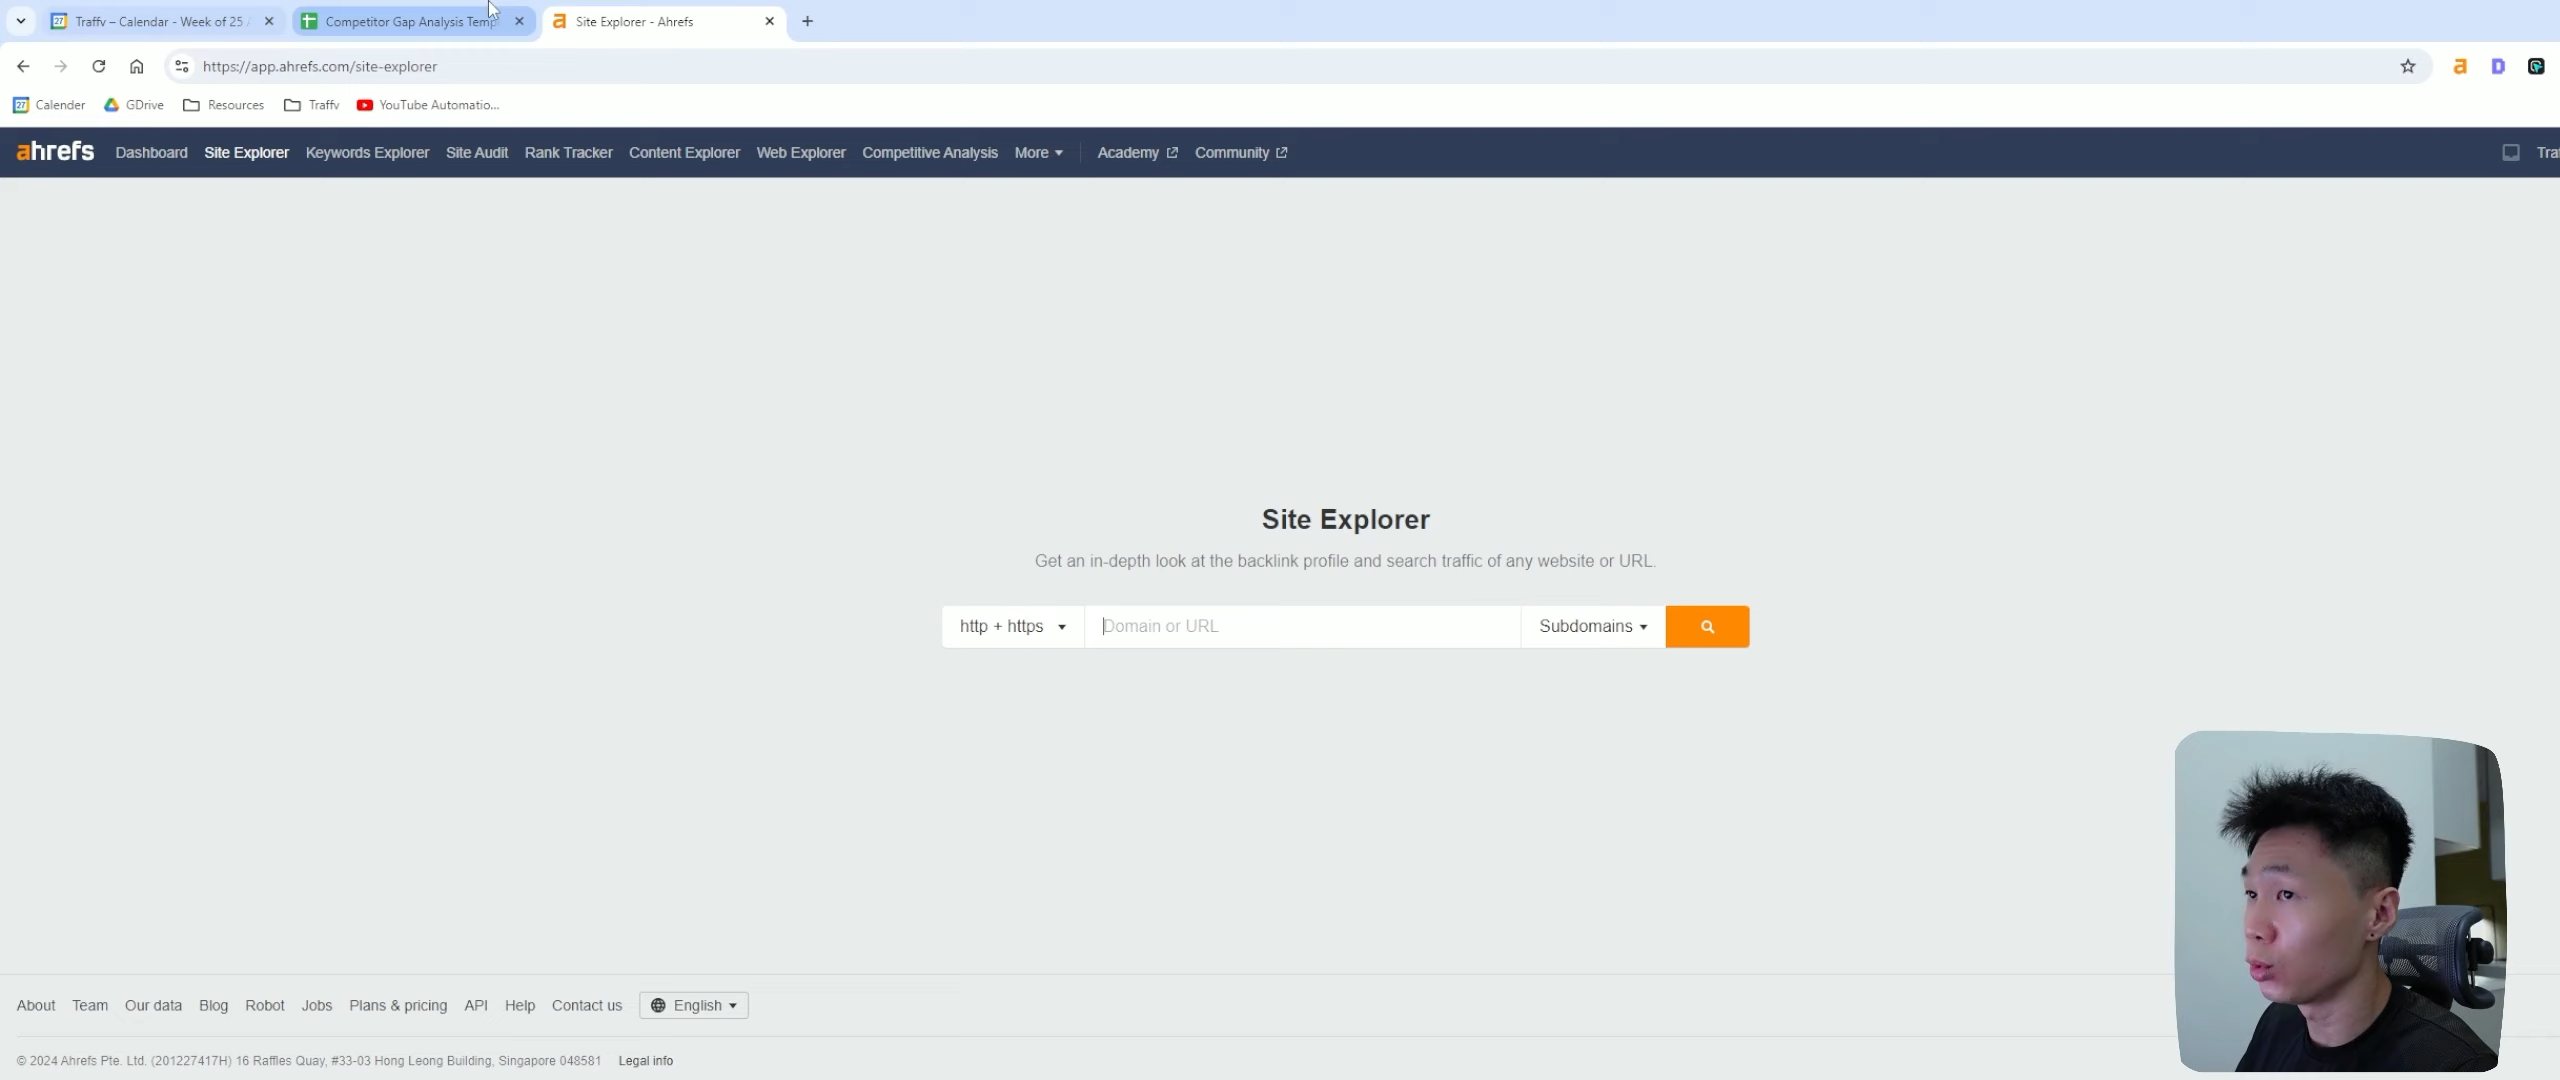 Traffv – Calendar - Week of 25
Competitor Gap Analysis Temp
Site Explorer - Ahrefs
https://app.ahrefs.com/site-explorer
27 Calender
GDrive
Resources
Traffv
YouTube Automatio...
ahrefs
Dashboard
Site Explorer
Keywords Explorer
Site Audit
Rank Tracker
Content Explorer
Web Explorer
Competitive Analysis
More
Academy
Community
Site Explorer
Get an in-depth look at the backlink profile and search traffic of any website or URL.
http + https
Domain or URL
Subdomains
About
Team
Our data
Blog
Robot
Jobs
Plans & pricing
API
Help
Contact us
English
© 2024 Ahrefs Pte. Ltd. (201227417H) 16 Raffles Quay, #33-03 Hong Leong Building, Singapore 048581
Legal info